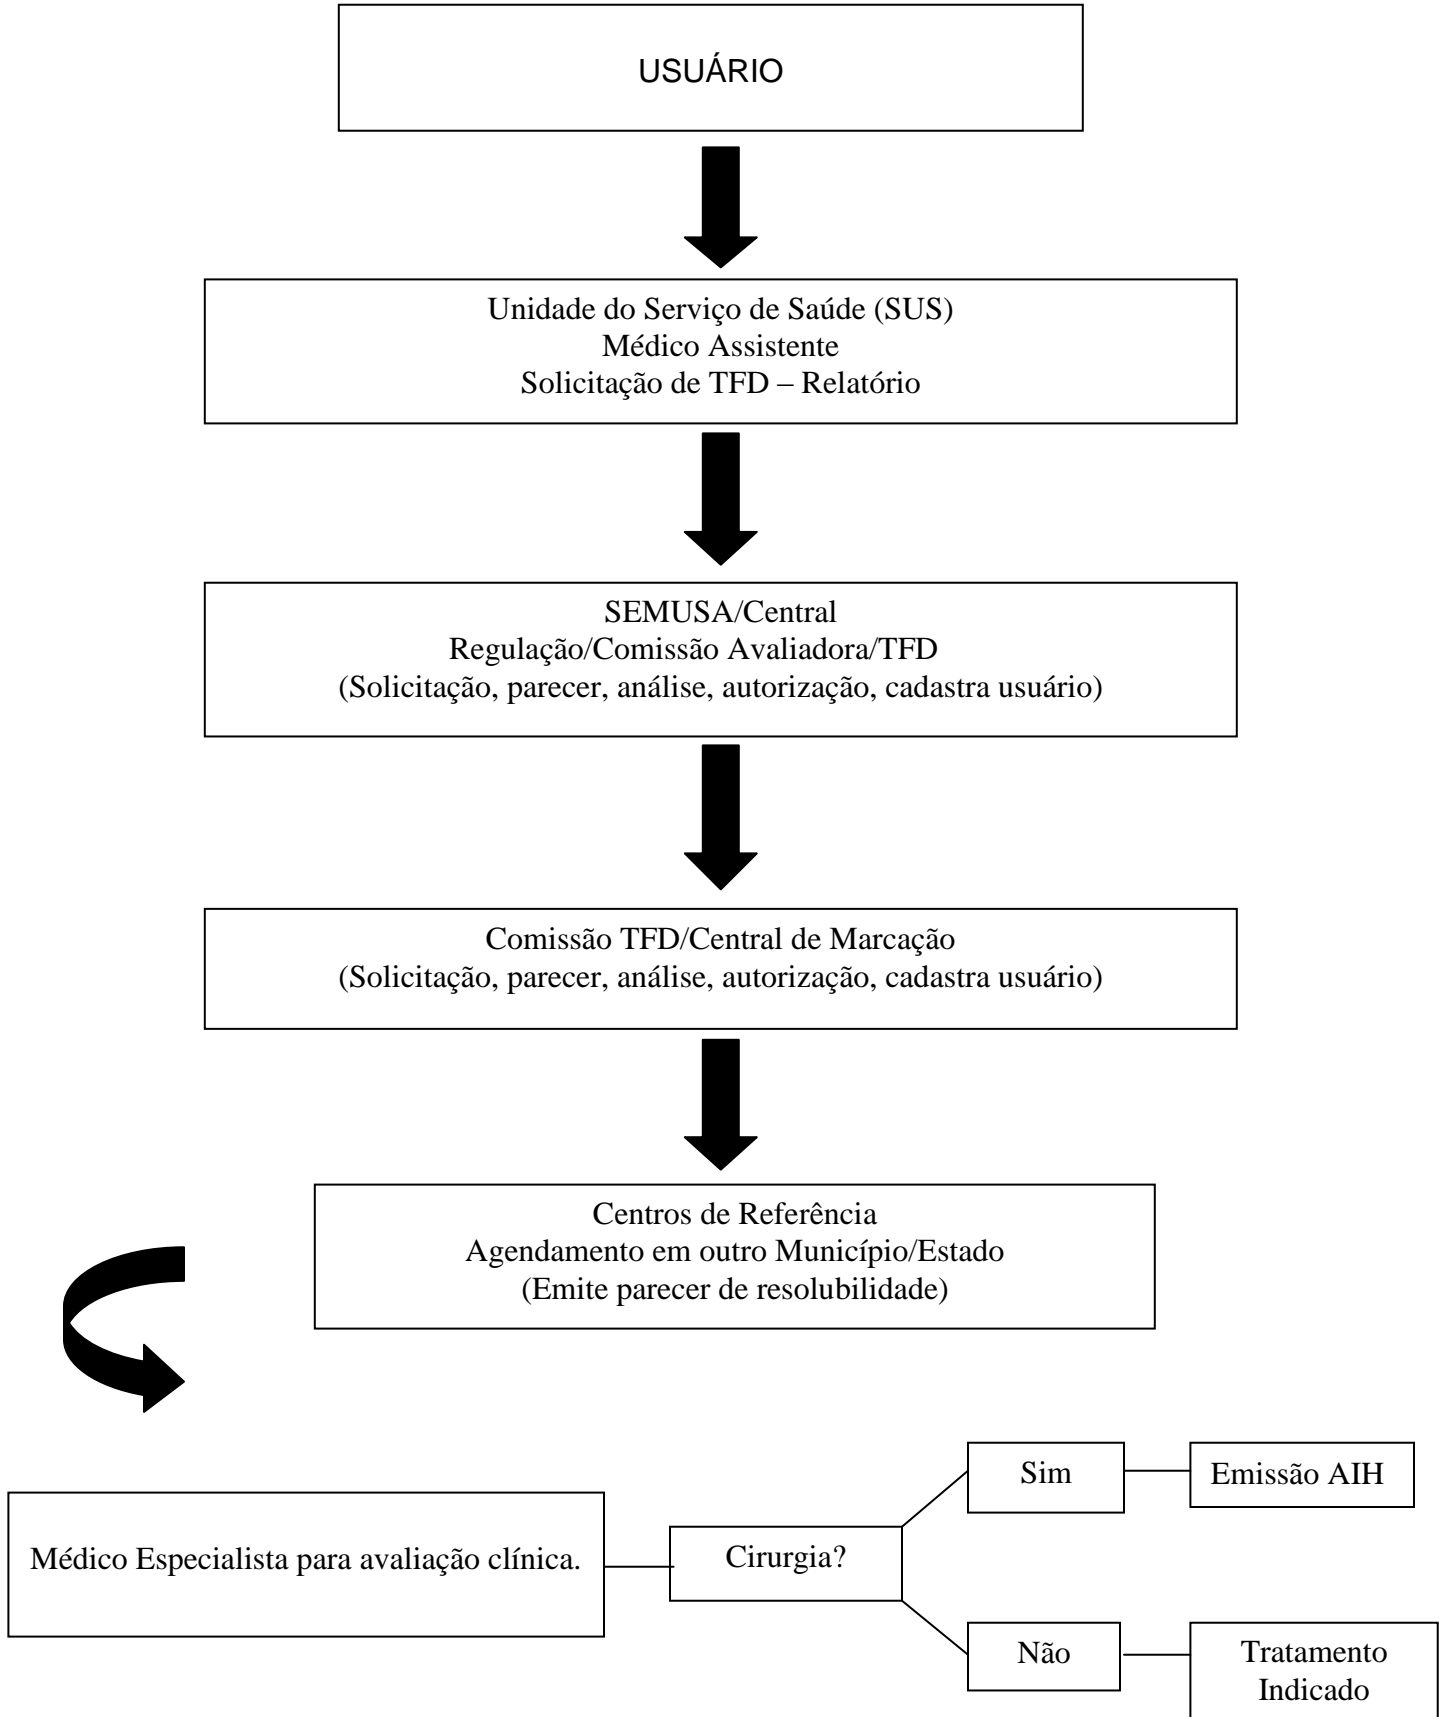 USUÁRIO
Unidade do Serviço de Saúde (SUS)
Médico Assistente
Solicitação de TFD – Relatório
SEMUSA/Central
Regulação/Comissão Avaliadora/TFD
(Solicitação, parecer, análise, autorização, cadastra usuário)
Comissão TFD/Central de Marcação
(Solicitação, parecer, análise, autorização, cadastra usuário)
Centros de Referência
Agendamento em outro Município/Estado
(Emite parecer de resolubilidade)
Médico Especialista para avaliação clínica.
Cirurgia?
Sim
Emissão AIH
Não
Tratamento
Indicado